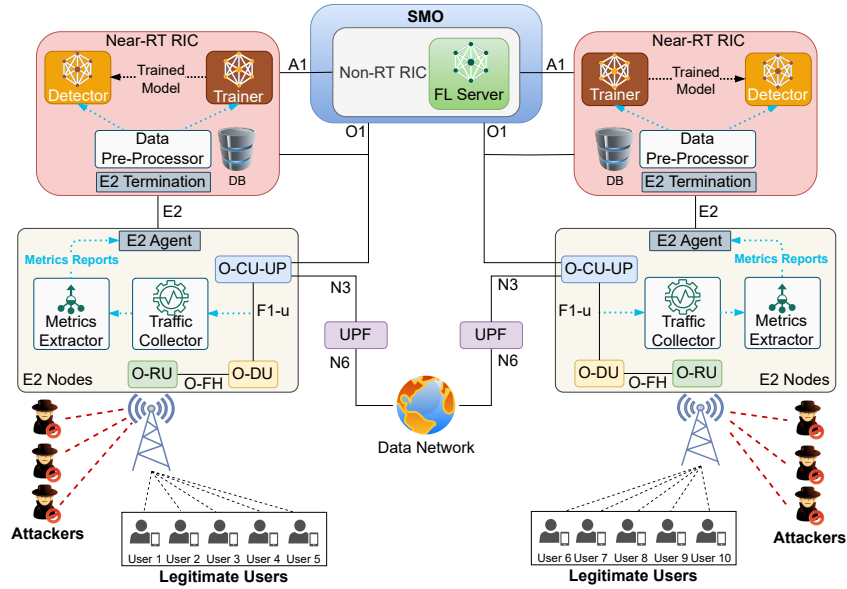 SMO
Near-RT RIC
Detector
Trained
Model
Trainer
Data
Pre-Processor
DB
E2 Termination
A1
Non-RT RIC
FL Server
A1
O1
O1
Near-RT RIC
Trainer
Trained
Model
Detector
DB
Data
Pre-Processor
E2 Termination
E2
E2
E2 Agent
Metrics Reports
O-CU-UP
Metrics
Extractor
Traffic
Collector
F1-u
O-RU
O-FH
O-DU
E2 Nodes
N3
UPF
N6
Data Network
N3
UPF
N6
E2 Agent
Metrics Reports
O-CU-UP
F1-u
Traffic
Collector
Metrics
Extractor
O-DU
O-FH
O-RU
E2 Nodes
Attackers
User 1
User 2
User 3
User 4
User 5
Legitimate Users
User 6
User 7
User 8
User 9
User 10
Legitimate Users
Attackers